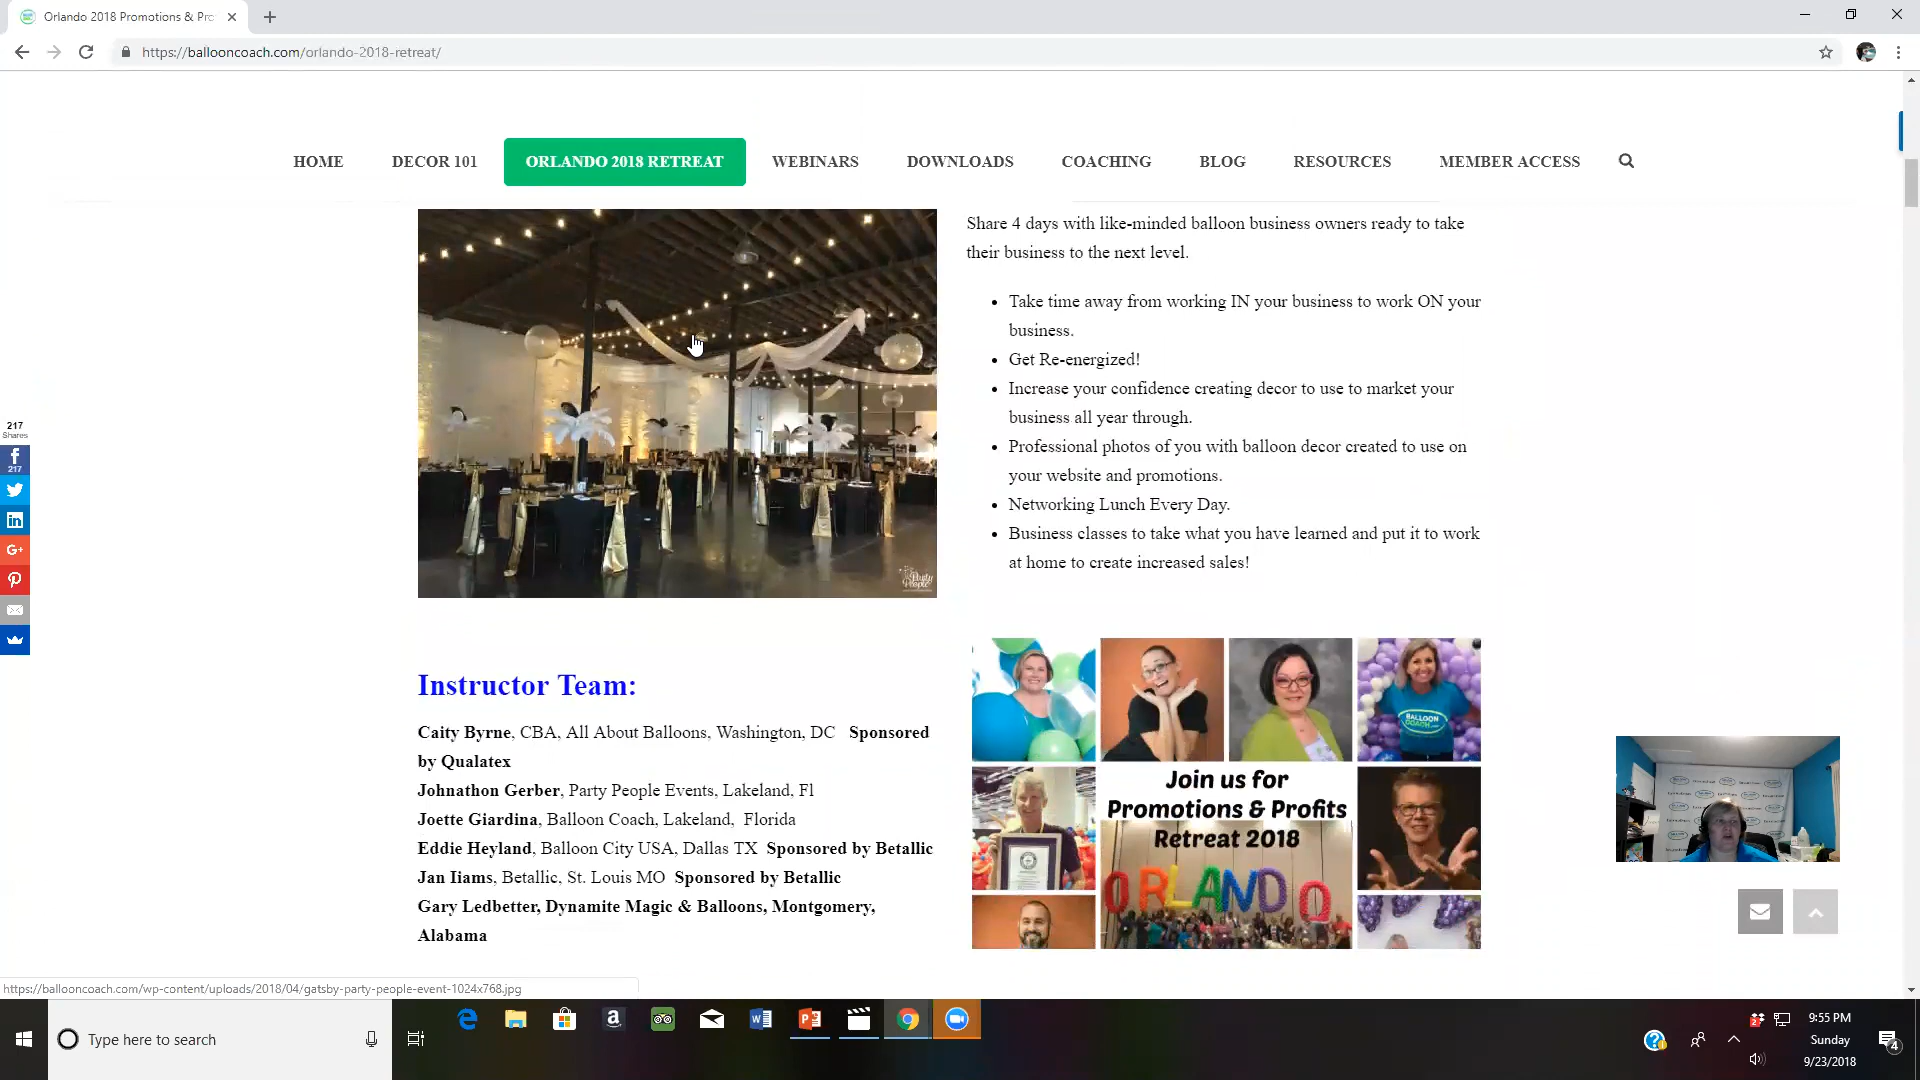 Orlando 2018 Promotions & Pro
https://ballooncoach.com/orlando-2018-retreat/
HOME DECOR 101 ORLANDO 2018 RETREAT WEBINARS DOWNLOADS COACHING BLOG RESOURCES MEMBER ACCESS
Share 4 days with like-minded balloon business owners ready to take
their business to the next level.
• Take time away from working IN your business to work ON your
business.
• Get Re-energized!
• Increase your confidence creating decor to use to market your
business all year through.
• Professional photos of you with balloon decor created to use on
your website and promotions.
• Networking Lunch Every Day.
• Business classes to take what you have learned and put it to work
at home to create increased sales!
217
Shares
217
G+
Party
People
Instructor Team:
Caity Byrne, CBA, All About Balloons, Washington, DC Sponsored
by Qualatex
Johnathon Gerber, Party People Events, Lakeland, Fl
Joette Giardina, Balloon Coach, Lakeland, Florida
Eddie Heyland, Balloon City USA, Dallas TX Sponsored by Betallic
Jan Iiams, Betallic, St. Louis MO Sponsored by Betallic
Gary Ledbetter, Dynamite Magic & Balloons, Montgomery,
Alabama
BALLOON
COACH
Join us for
Promotions & Profits
Retreat 2018
ORLANDO
https://ballooncoach.com/wp-content/uploads/2018/04/gatsby-party-people-event-1024x768.jpg
Type here to search
9:55 PM
Sunday
9/23/2018
2
4